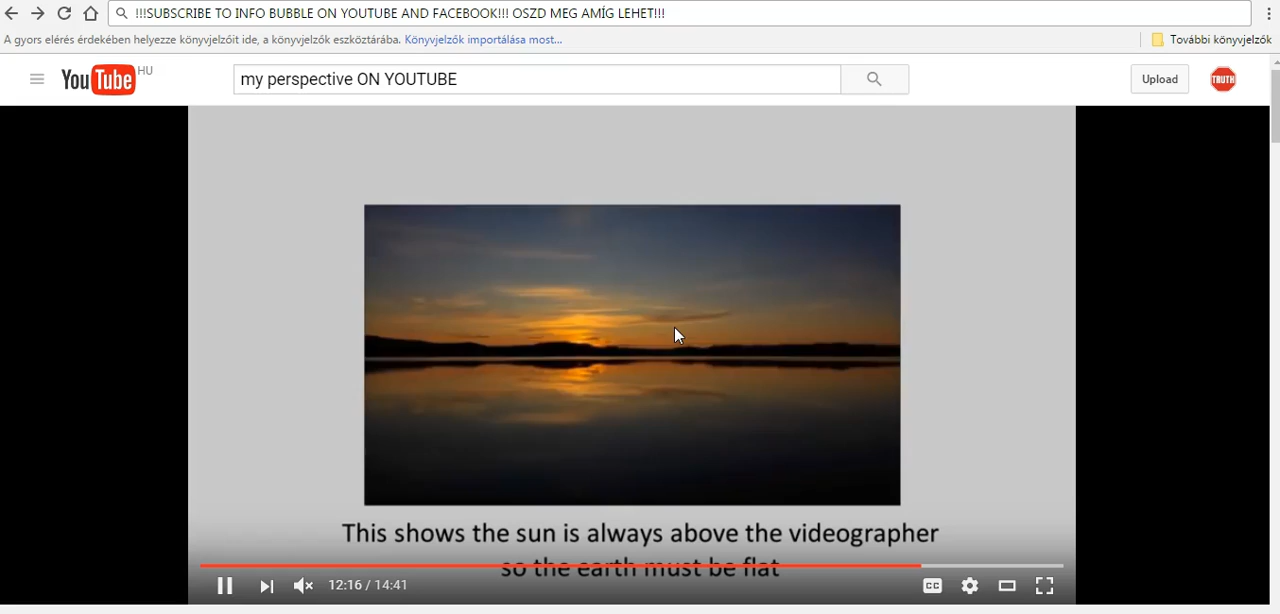 !!!SUBSCRIBE TO INFO BUBBLE ON YOUTUBE AND FACEBOOK!!! OSZD MEG AMÍG LEHET!!!
A gyors elérés érdekében helyezze könyvjelzőit ide, a könyvjelzők eszköztárába. Könyvjelzők importálása most...
További könyvjelzők
YouTube HU
my perspective ON YOUTUBE
Upload
TRUTH
This shows the sun is always above the videographer
so the earth must be flat
12:16 / 14:41
CC